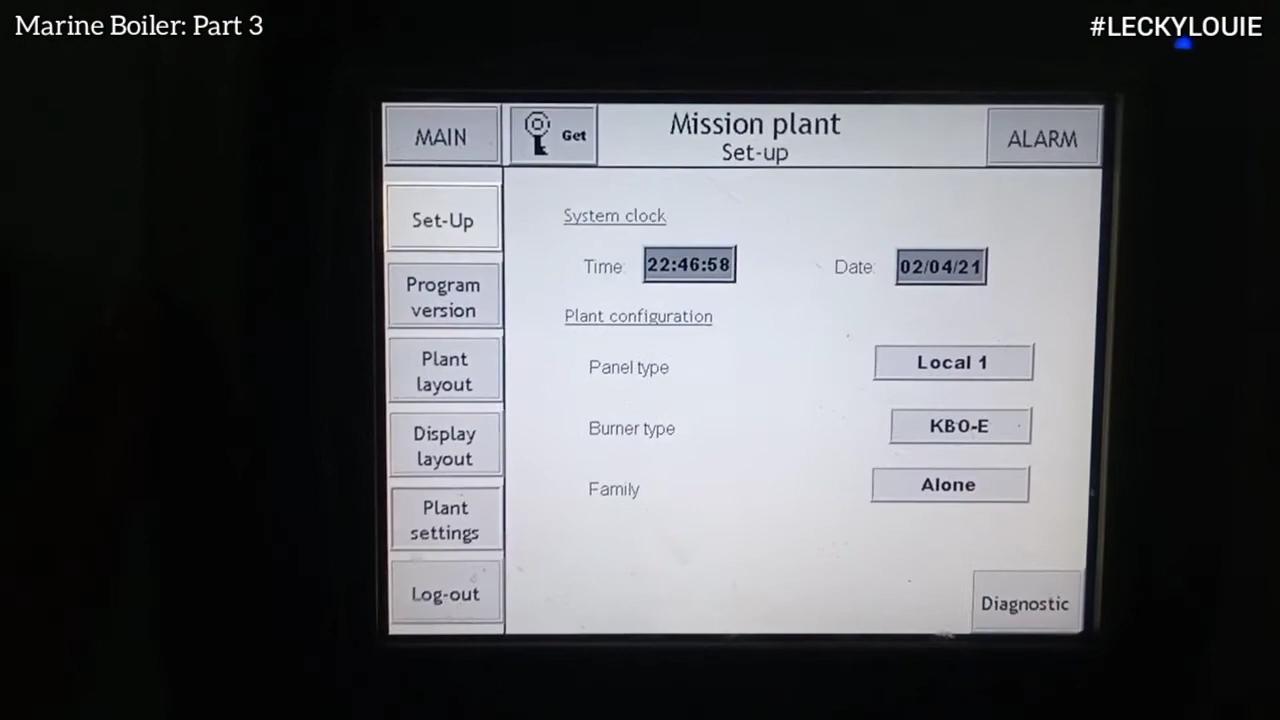 Marine Boiler: Part 3
#LECKYLOUIE
MAIN
Get
Mission plant
Set-up
ALARM
Set-Up
Program
version
Plant
layout
Display
layout
Plant
settings
Log-out
System clock
Time: 22:46:58
Date: 02/04/21
Plant configuration
Panel type
Local 1
Burner type
KBO-E
Family
Alone
Diagnostic